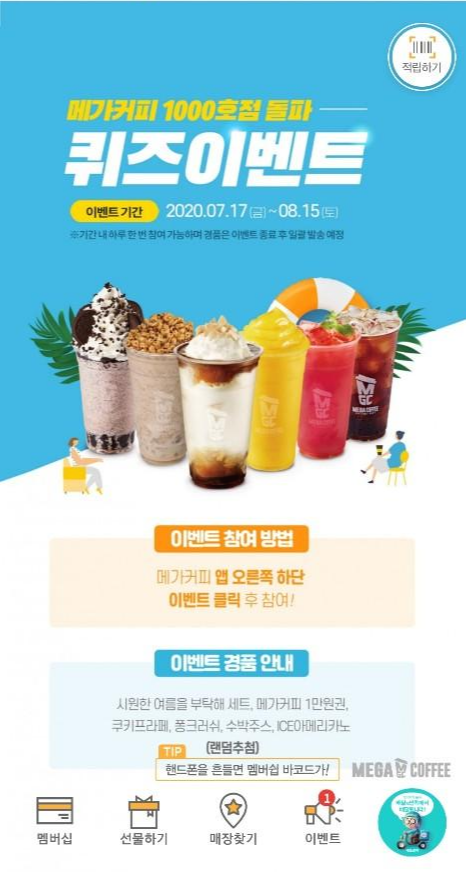 적립하기
메가커피 1000호점 돌파
퀴즈이벤트
이벤트 기간 2020.07.17(금)~08.15(토)
※기간 내 하루 한 번 참여 가능하며 경품은 이벤트 종료 후 일괄 발송 예정
MGC
MEGA COFFEE
이벤트 참여 방법
메가커피 앱 오른쪽 하단
이벤트 클릭 후 참여!
이벤트 경품 안내
시원한 여름을 부탁해 세트, 메가커피 1만원권,
쿠키프라페, 퐁크러쉬, 수박주스, ICE아메리카노
(랜덤추첨)
TIP
핸드폰을 흔들면 멤버쉽 바코드가!
MEGA MGC COFFEE
1
멤버십 선물하기 매장찾기 이벤트